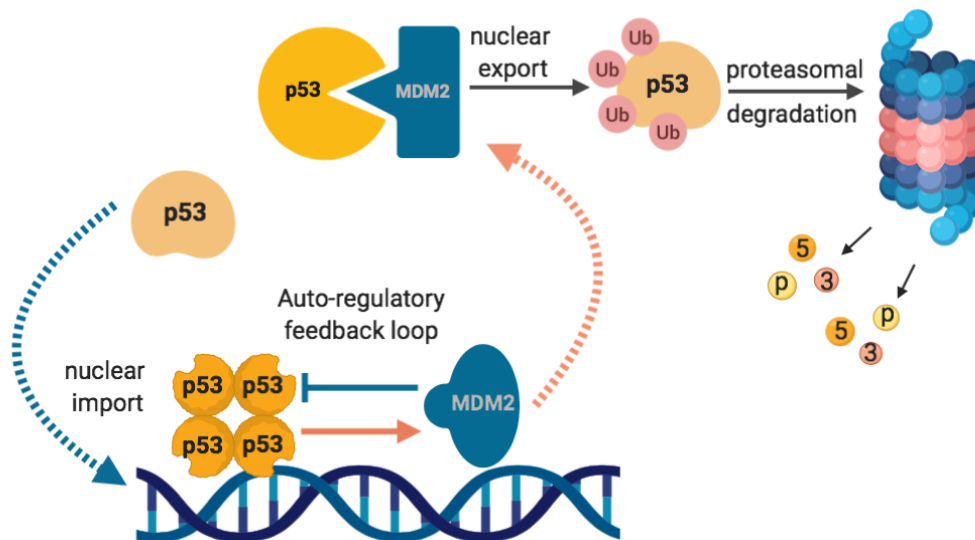 p53
MDM2
nuclear
export
Ub
Ub
Ub
Ub
p53
proteasomal
degradation
p53
5
p
3
p
5
3
Auto-regulatory
feedback loop
nuclear
import
p53
p53
p53
p53
MDM2